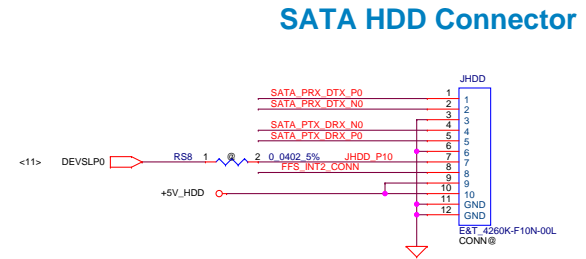 SATA HDD Connector
JHDD
SATA_PRX_DTX_P0 1 1
SATA_PRX_DTX_N0 2 2
3 3
SATA_PTX_DRX_N0 4 4
SATA_PTX_DRX_P0 5 5
6 6
<11> DEVSLP0 RS8 1 @ 2 0_0402_5% JHDD_P10 7 7
FFS_INT2_CONN 8 8
9 9
+5V_HDD 10 10
11 GND
12 GND
E&T_4260K-F10N-00L
CONN@